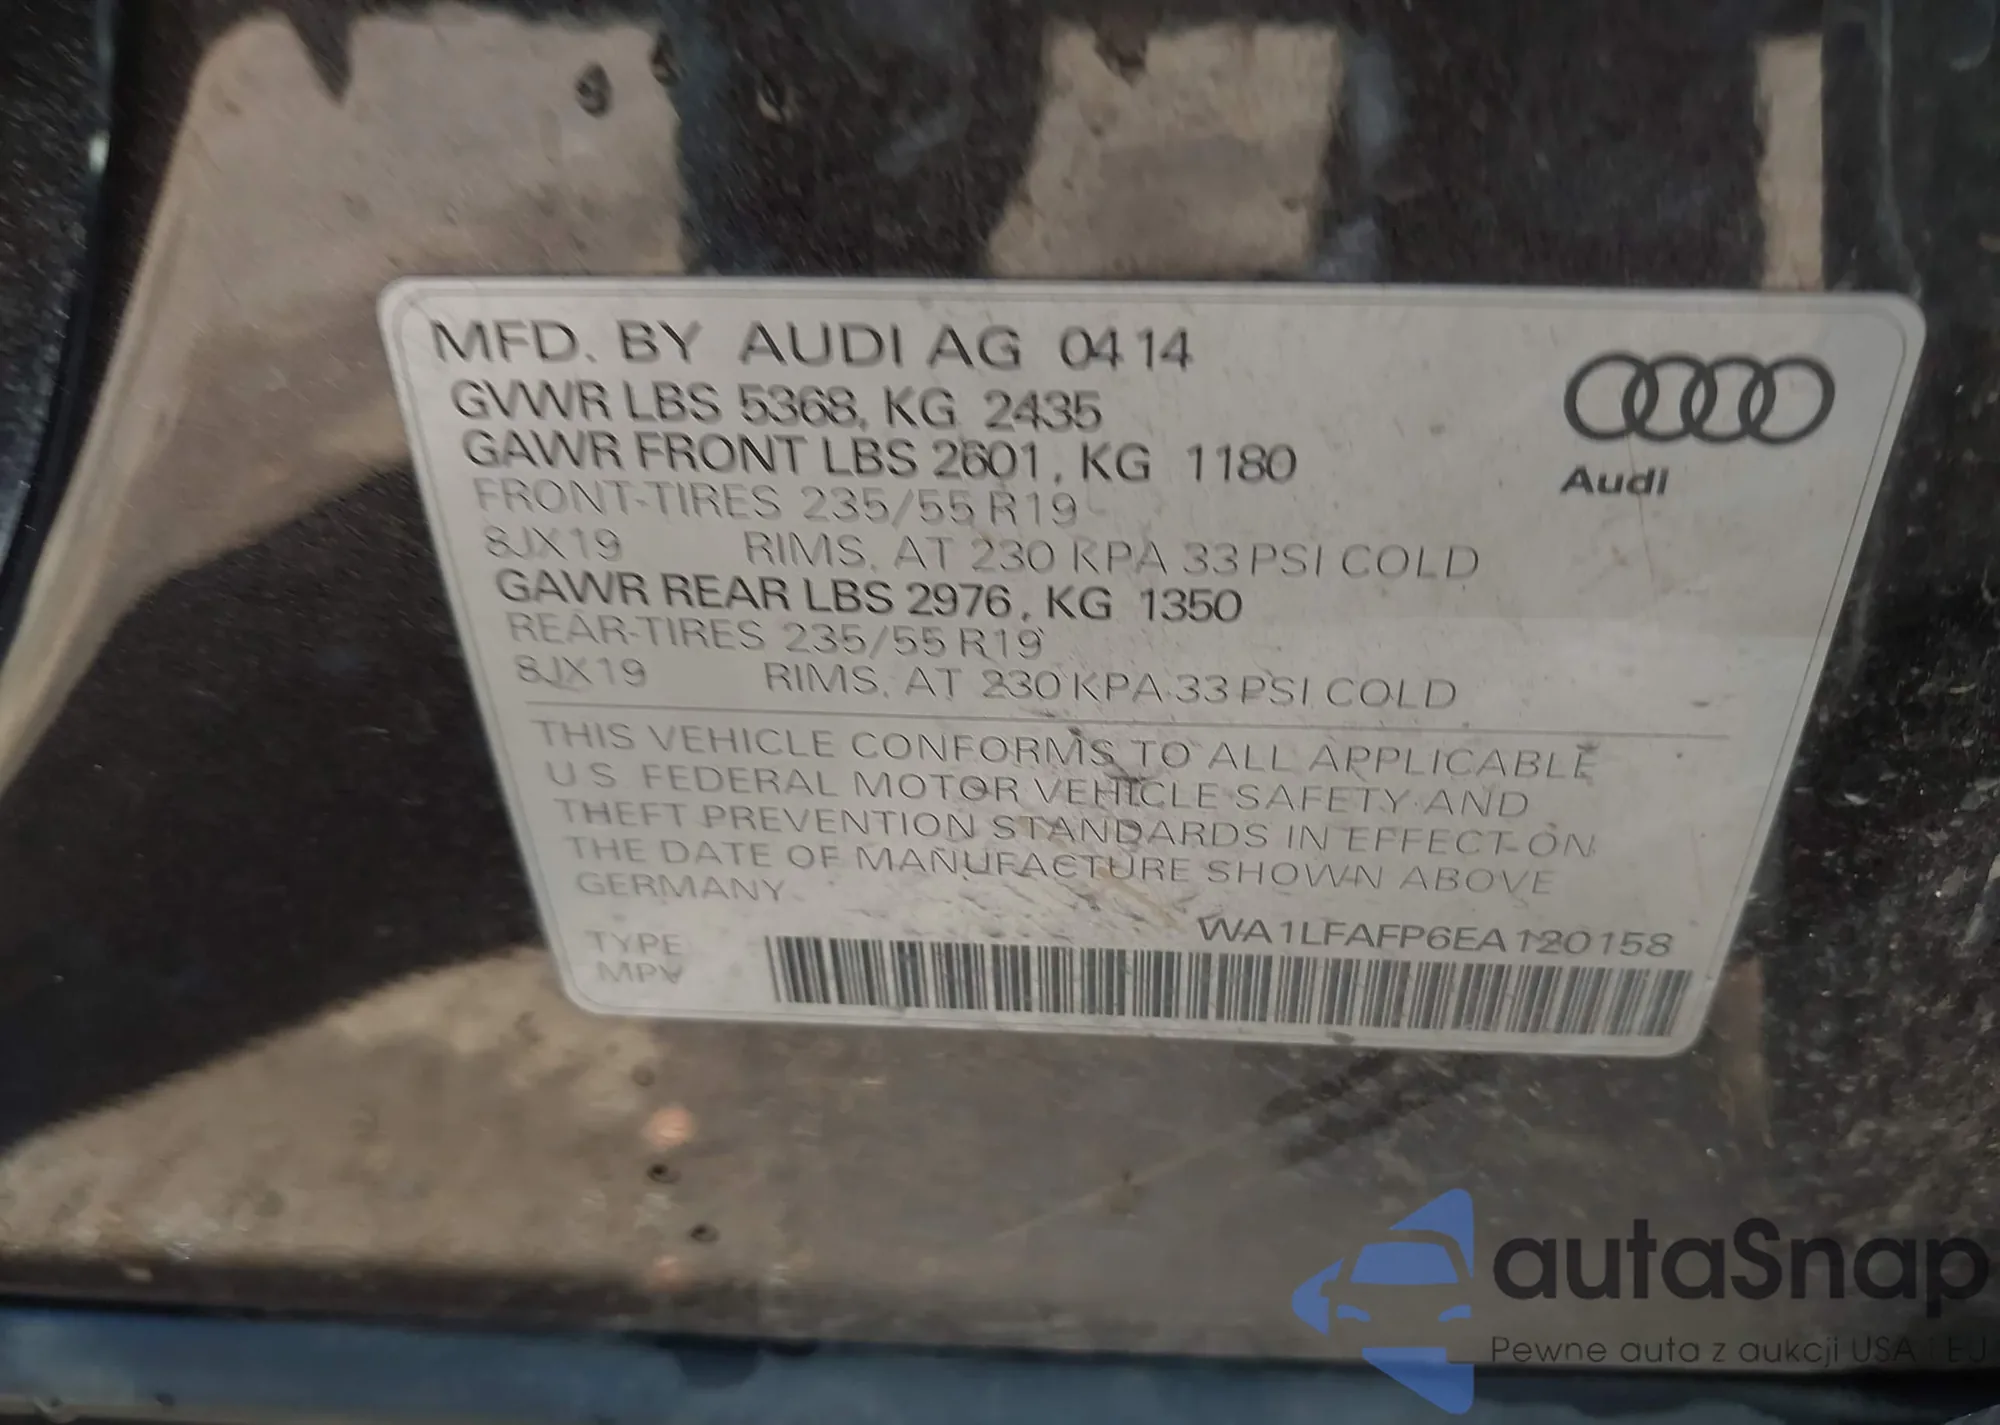 MFD. BY AUDI AG 04 14
GVWR LBS 5368, KG 2435
GAWR FRONT LBS 2601, KG 1180
FRONT-TIRES 235/55 R19
8JX19 RIMS, AT 230 KPA 33 PSI COLD
GAWR REAR LBS 2976, KG 1350
REAR-TIRES 235/55 R19
8JX19 RIMS, AT 230 KPA 33 PSI COLD
Audi
THIS VEHICLE CONFORMS TO ALL APPLICABLE
U S FEDERAL MOTOR VEHICLE SAFETY AND
THEFT PREVENTION STANDARDS IN EFFECT ON
THE DATE OF MANUFACTURE SHOWN ABOVE
GERMANY
WA1LFAFP6EA120158
TYPE
MPV
autaSnap
Pewne auta z aukcji USA i EU